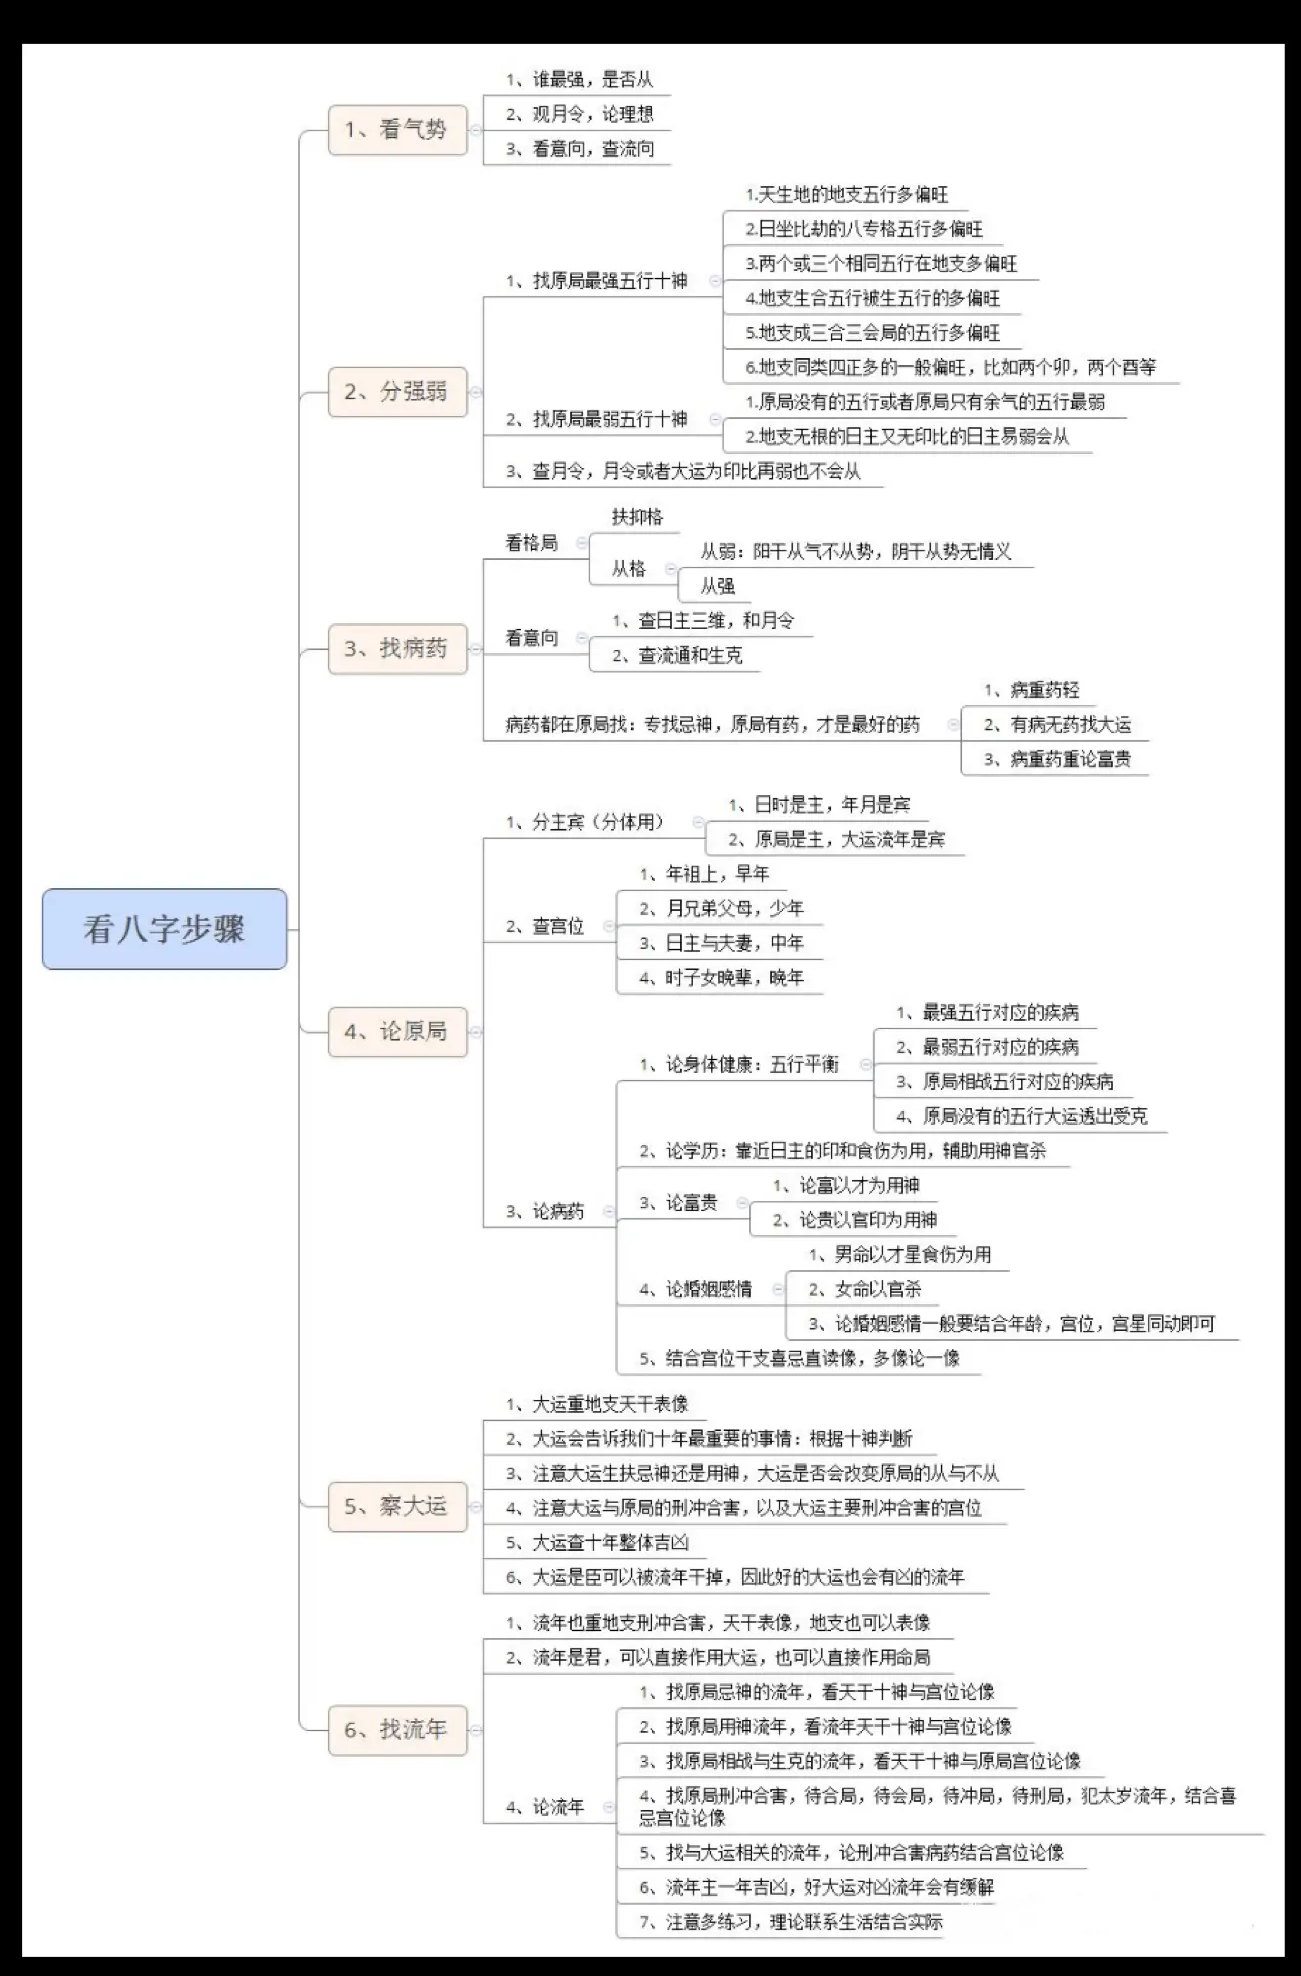 看八字步骤
1、看气势
1、谁最强，是否从
2、观月令，论理想
3、看意向，查流向
2、分强弱
1、找原局最强五行十神
1.天生地的地支五行多偏旺
2.日坐比劫的八专格五行多偏旺
3.两个或三个相同五行在地支多偏旺
4.地支生合五行被生五行的多偏旺
5.地支成三合三会局的五行多偏旺
6.地支同类四正多的一般偏旺，比如两个卯，两个酉等
2、找原局最弱五行十神
1.原局没有的五行或者原局只有余气的五行最弱
2.地支无根的日主又无印比的日主易弱会从
3、查月令，月令或者大运为印比再弱也不会从
3、找病药
看格局
扶抑格
从格
从弱：阳干从气不从势，阴干从势无情义
从强
看意向
1、查日主三维，和月令
2、查流通和生克
病药都在原局找：专找忌神，原局有药，才是最好的药
1、病重药轻
2、有病无药找大运
3、病重药重论富贵
4、论原局
1、分主宾（分体用）
1、日时是主，年月是宾
2、原局是主，大运流年是宾
2、查宫位
1、年祖上，早年
2、月兄弟父母，少年
3、日主与夫妻，中年
4、时子女晚辈，晚年
3、论病药
1、论身体健康：五行平衡
1、最强五行对应的疾病
2、最弱五行对应的疾病
3、原局相战五行对应的疾病
4、原局没有的五行大运透出受克
2、论学历：靠近日主的印和食伤为用，辅助用神官杀
3、论富贵
1、论富以才为用神
2、论贵以官印为用神
4、论婚姻感情
1、男命以才星食伤为用
2、女命以官杀
3、论婚姻感情一般要结合年龄，宫位，宫星同动即可
5、结合宫位干支喜忌直读像，多像论一像
5、察大运
1、大运重地支天干表像
2、大运会告诉我们十年最重要的事情：根据十神判断
3、注意大运生扶忌神还是用神，大运是否会改变原局的从与不从
4、注意大运与原局的刑冲合害，以及大运主要刑冲合害的宫位
5、大运查十年整体吉凶
6、大运是臣可以被流年干掉，因此好的大运也会有凶的流年
6、找流年
1、流年也重地支刑冲合害，天干表像，地支也可以表像
2、流年是君，可以直接作用大运，也可以直接作用命局
4、论流年
1、找原局忌神的流年，看天干十神与宫位论像
2、找原局用神流年，看流年天干十神与宫位论像
3、找原局相战与生克的流年，看天干十神与原局宫位论像
4、找原局刑冲合害，待合局，待会局，待冲局，待刑局，犯太岁流年，结合喜
忌宫位论像
5、找与大运相关的流年，论刑冲合害病药结合宫位论像
6、流年主一年吉凶，好大运对凶流年会有缓解
7、注意多练习，理论联系生活结合实际